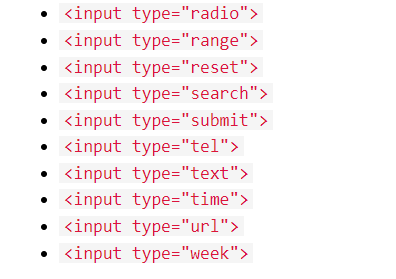 <input type="radio">
<input type="range">
<input type="reset">
<input type="search">
<input type="submit">
<input type="tel">
<input type="text">
<input type="time">
<input type="url">
<input type="week">